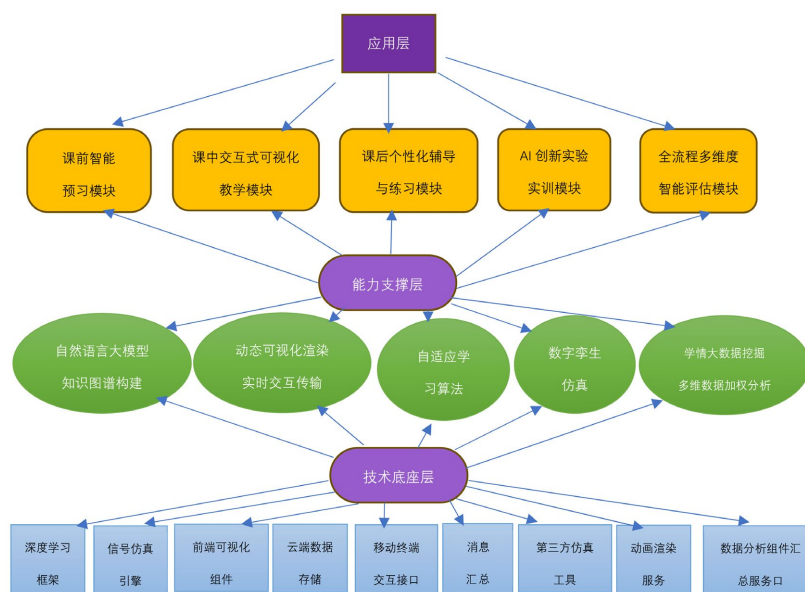 应用层
课前智能
预习模块
课中交互式可视化
教学模块
课后个性化辅导
与练习模块
AI 创新实验
实训模块
全流程多维度
智能评估模块
能力支撑层
自然语言大模型
知识图谱构建
动态可视化渲染
实时交互传输
自适应学
习算法
数字孪生
仿真
学情大数据挖掘
多维数据加权分析
技术底座层
深度学习
框架
信号仿真
引擎
前端可视化
组件
云端数据
存储
移动终端
交互接口
消息
汇总
第三方仿真
工具
动画渲染
服务
数据分析组件汇
总服务口